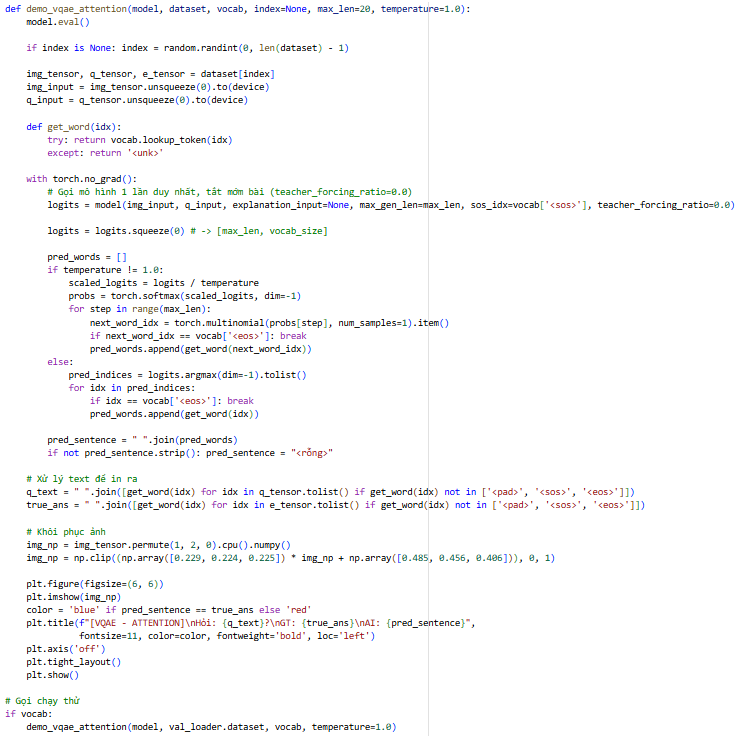 def demo_vqae_attention(model, dataset, vocab, index=None, max_len=20, temperature=1.0):
    model.eval()

    if index is None: index = random.randint(0, len(dataset) - 1)

    img_tensor, q_tensor, e_tensor = dataset[index]
    img_input = img_tensor.unsqueeze(0).to(device)
    q_input = q_tensor.unsqueeze(0).to(device)

    def get_word(idx):
        try: return vocab.lookup_token(idx)
        except: return '<unk>'

    with torch.no_grad():
        # Gọi mô hình 1 lần duy nhất, tắt mớm bài (teacher_forcing_ratio=0.0)
        logits = model(img_input, q_input, explanation_input=None, max_gen_len=max_len, sos_idx=vocab['<sos>'], teacher_forcing_ratio=0.0)

        logits = logits.squeeze(0) # -> [max_len, vocab_size]

        pred_words = []
        if temperature != 1.0:
            scaled_logits = logits / temperature
            probs = torch.softmax(scaled_logits, dim=-1)
            for step in range(max_len):
                next_word_idx = torch.multinomial(probs[step], num_samples=1).item()
                if next_word_idx == vocab['<eos>']: break
                pred_words.append(get_word(next_word_idx))
        else:
            pred_indices = logits.argmax(dim=-1).tolist()
            for idx in pred_indices:
                if idx == vocab['<eos>']: break
                pred_words.append(get_word(idx))

        pred_sentence = " ".join(pred_words)
        if not pred_sentence.strip(): pred_sentence = "<rỗng>"

    # Xử lý text để in ra
    q_text = " ".join([get_word(idx) for idx in q_tensor.tolist() if get_word(idx) not in ['<pad>', '<sos>', '<eos>']])
    true_ans = " ".join([get_word(idx) for idx in e_tensor.tolist() if get_word(idx) not in ['<pad>', '<sos>', '<eos>']])

    # Khôi phục ảnh
    img_np = img_tensor.permute(1, 2, 0).cpu().numpy()
    img_np = np.clip((np.array([0.229, 0.224, 0.225]) * img_np + np.array([0.485, 0.456, 0.406])), 0, 1)

    plt.figure(figsize=(6, 6))
    plt.imshow(img_np)
    color = 'blue' if pred_sentence == true_ans else 'red'
    plt.title(f"[VQAE - ATTENTION]\nHỏi: {q_text}?\nGT: {true_ans}\nAI: {pred_sentence}",
              fontsize=11, color=color, fontweight='bold', loc='left')
    plt.axis('off')
    plt.tight_layout()
    plt.show()

# Gọi chạy thử
if vocab:
    demo_vqae_attention(model, val_loader.dataset, vocab, temperature=1.0)